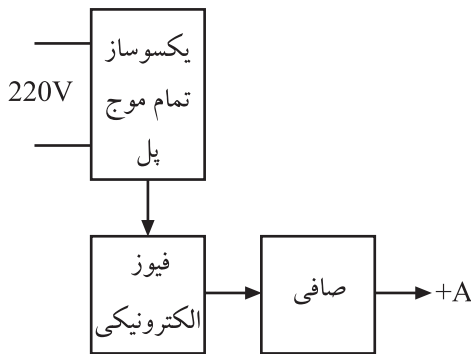 یکسوساز
220V
تمام موج
پل
فیوز
الکترونیکی
صافی
+A